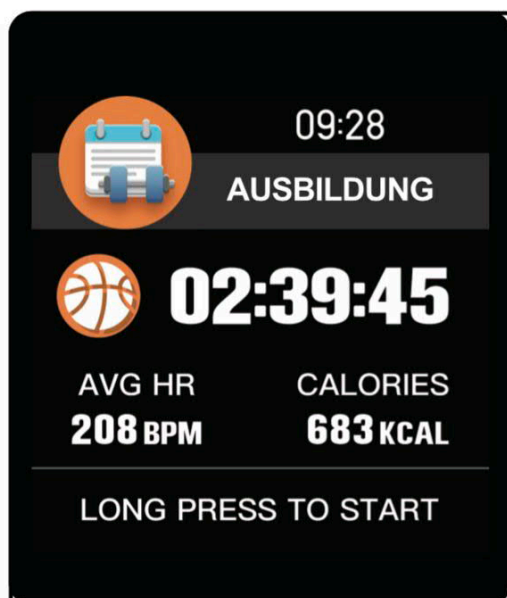 09:28
AUSBILDUNG
02:39:45
AVG HR CALORIES
208 BPM 683 KCAL
LONG PRESS TO START